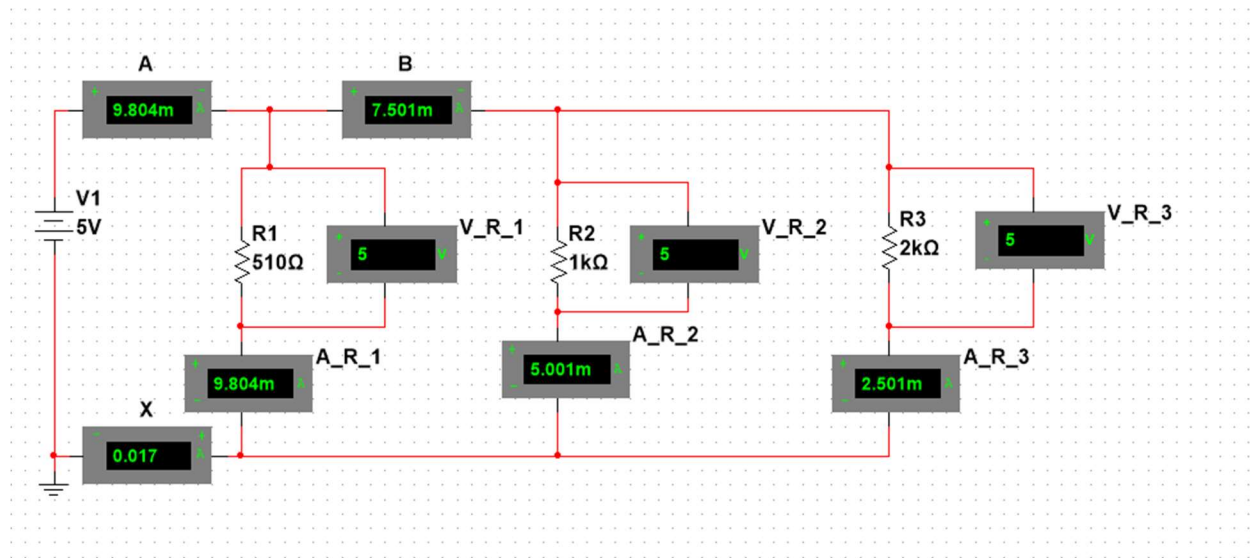 A
B
+
-
9.804m
A
+
-
7.501m
A
V1
5V
R1
510Ω
+
-
5
V
V_R_1
R2
1kΩ
+
-
5
V
V_R_2
R3
2kΩ
+
-
5
V
V_R_3
+
-
9.804m
A
A_R_1
+
-
5.001m
A
A_R_2
+
-
2.501m
A
A_R_3
X
-
+
0.017
A